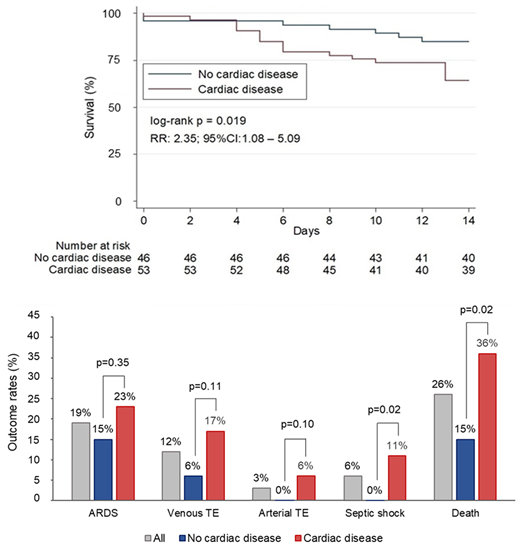 100
75
50
25
0
Survival (%)
No cardiac disease
Cardiac disease
log-rank p = 0.019
RR: 2.35; 95%CI:1.08 – 5.09
0 2 4 6 8 10 12 14
Days
Number at risk
No cardiac disease 46 46 46 46 44 43 41 40
Cardiac disease 53 53 52 48 45 41 40 39
45
40
35
30
25
20
15
10
5
0
Outcome rates (%)
p=0.35
19%
15%
23%
p=0.11
12%
6%
17%
p=0.10
3%
0%
6%
p=0.02
6%
0%
11%
p=0.02
26%
15%
36%
ARDS Venous TE Arterial TE Septic shock Death
All No cardiac disease Cardiac disease